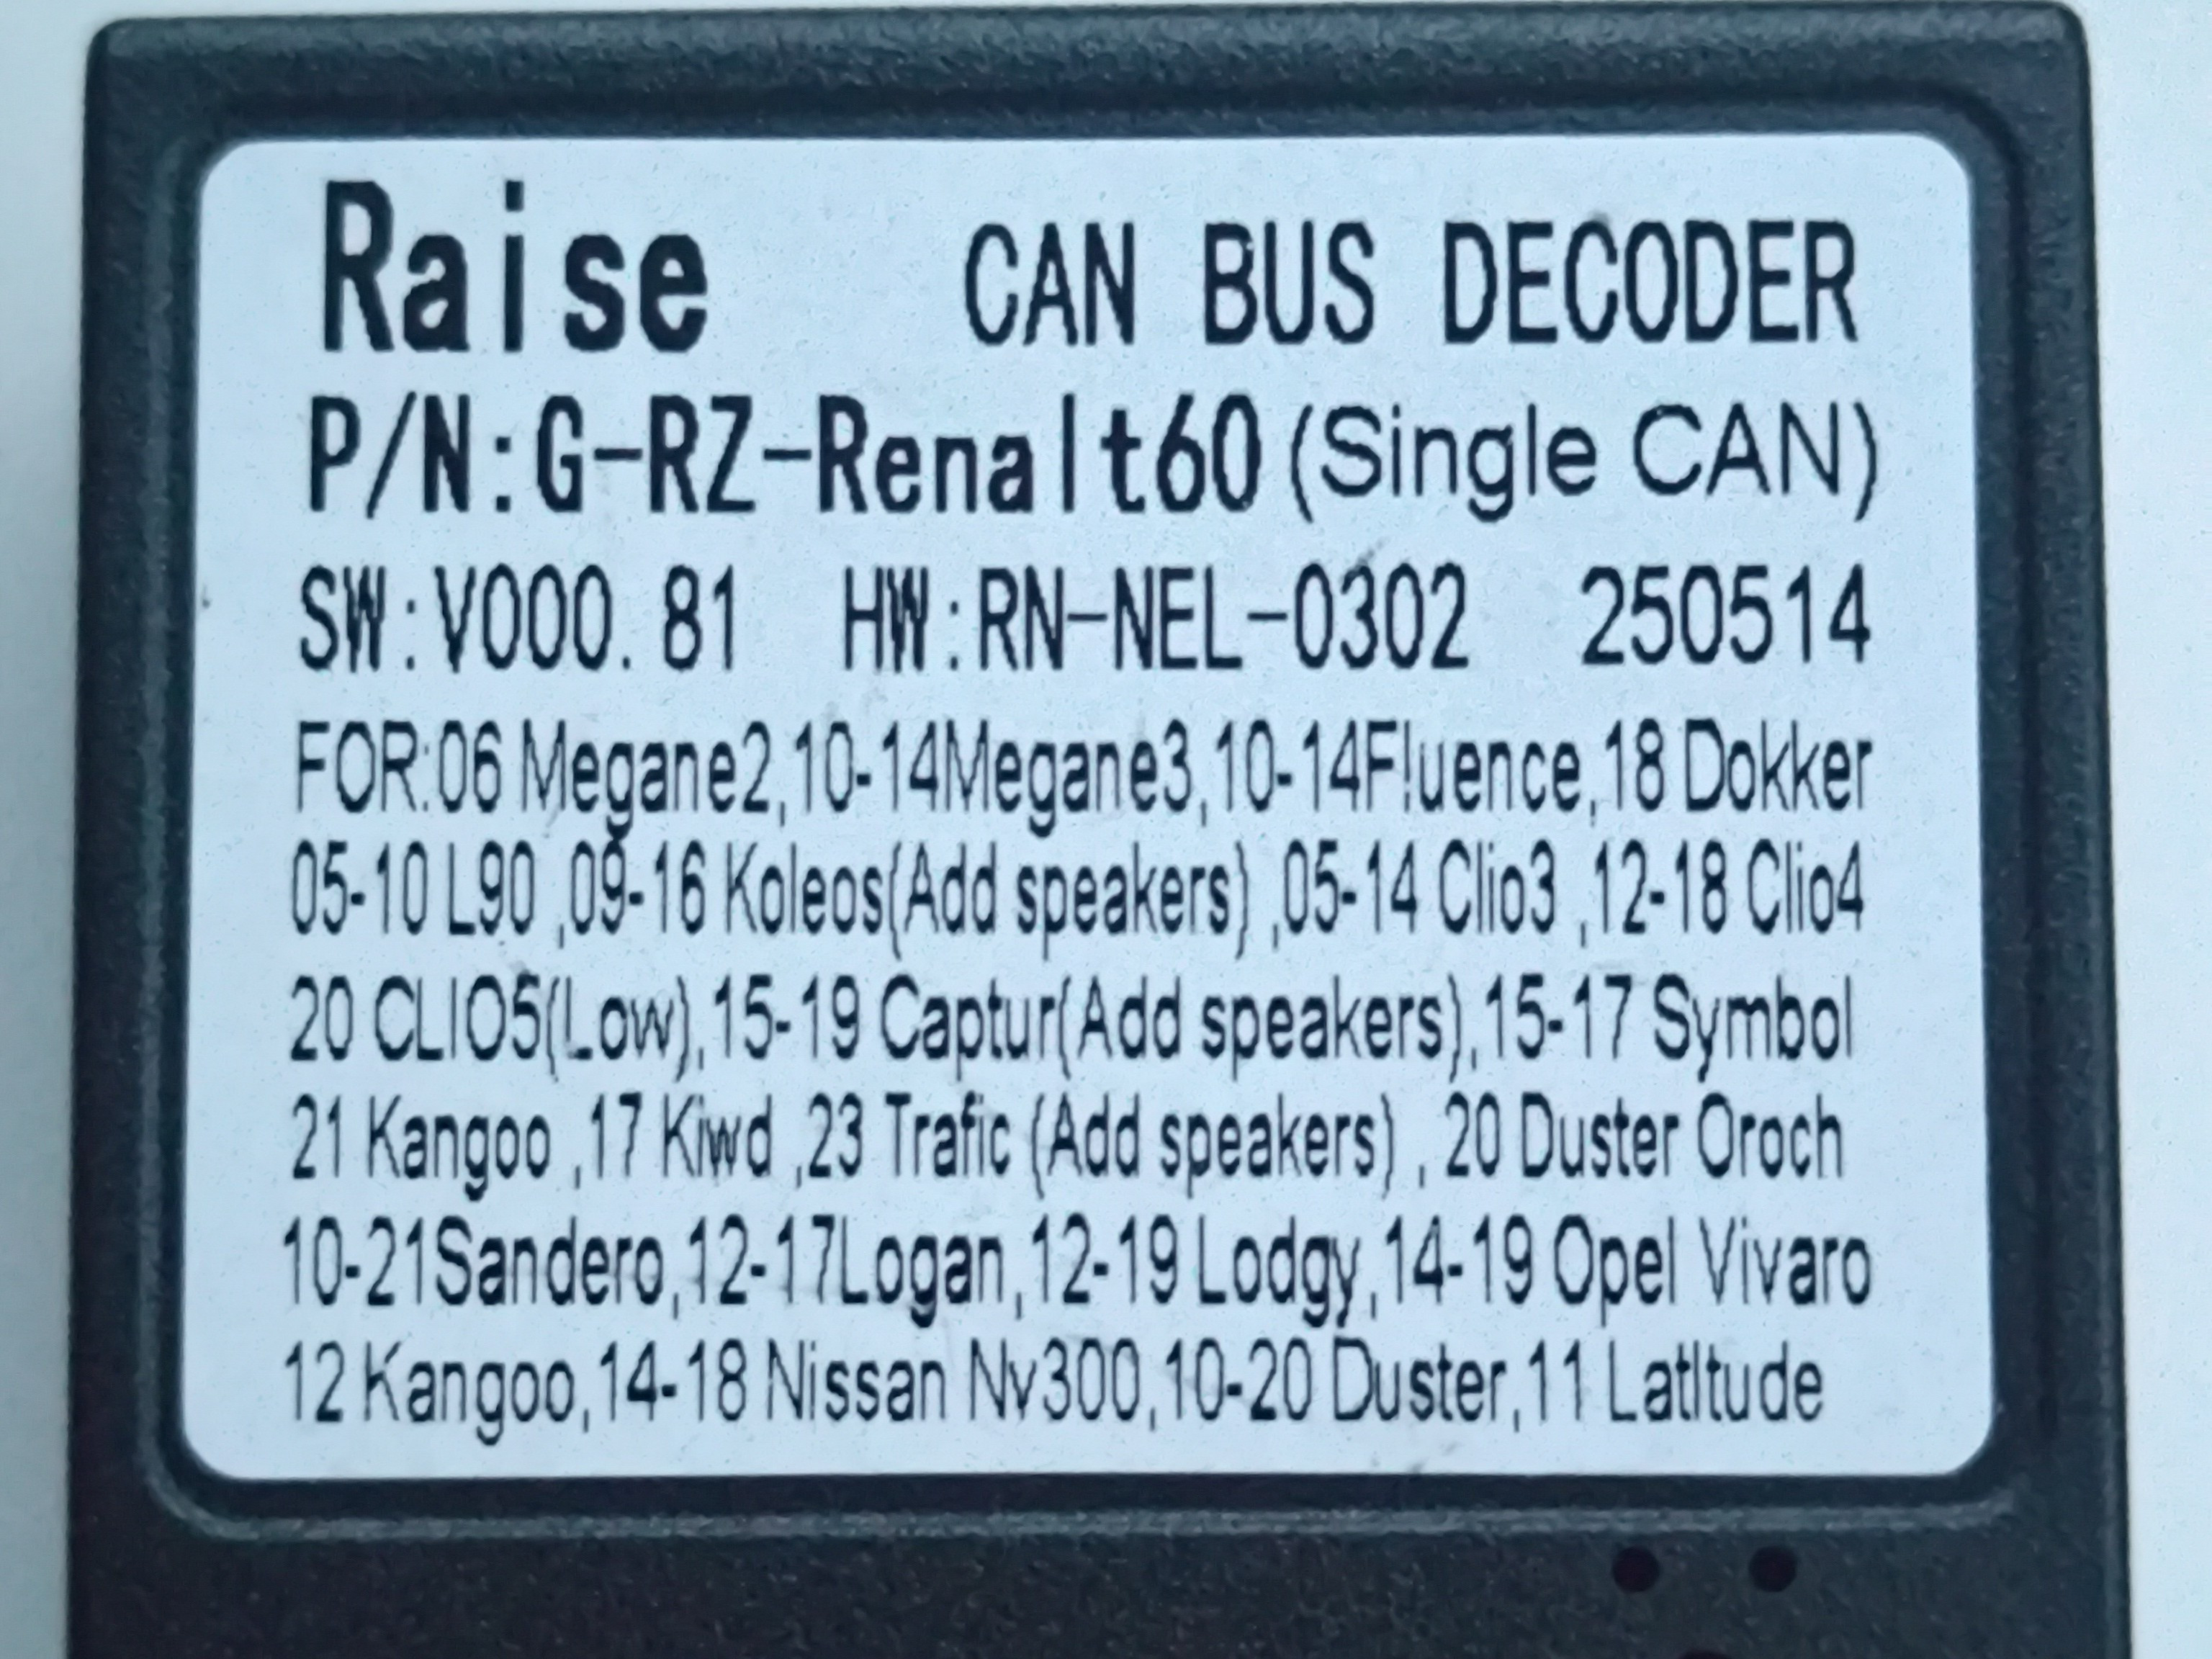 Raise CAN BUS DECODER
P/N:G-RZ-Renalt60(Single CAN)
SW:V000.81 HW:RN-NEL-0302 250514
FOR:06 Megane2,10-14Megane3,10-14Fluence,18 Dokker
05-10 L90 ,09-16 Koleos(Add speakers) ,05-14 Clio3 ,12-18 Clio4
20 CLIO5(Low),15-19 Captur(Add speakers),15-17 Symbol
21 Kangoo ,17 Kiwd ,23 Trafic (Add speakers) , 20 Duster Oroch
10-21Sandero,12-17Logan,12-19 Lodgy,14-19 Opel Vivaro
12 Kangoo,14-18 Nissan Nv300,10-20 Duster,11 Latltude